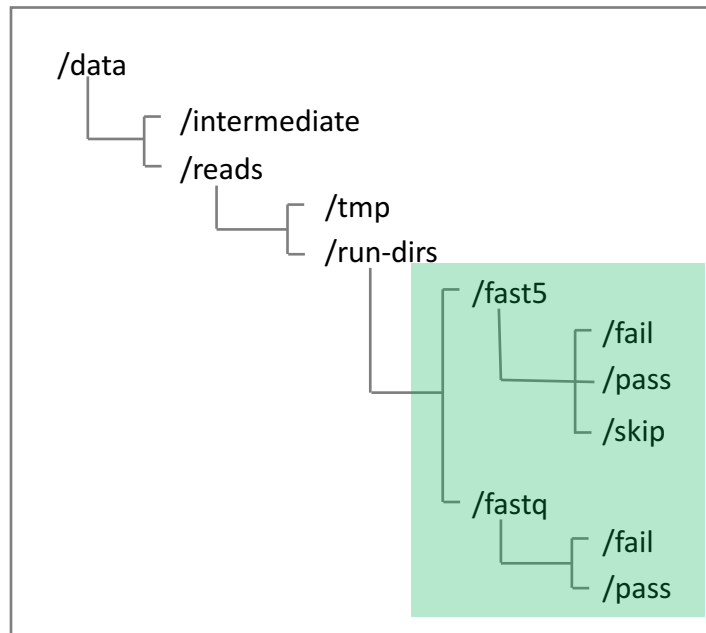 /data
/intermediate
/reads
/tmp
/run-dirs
/fast5
/fail
/pass
/skip
/fastq
/fail
/pass